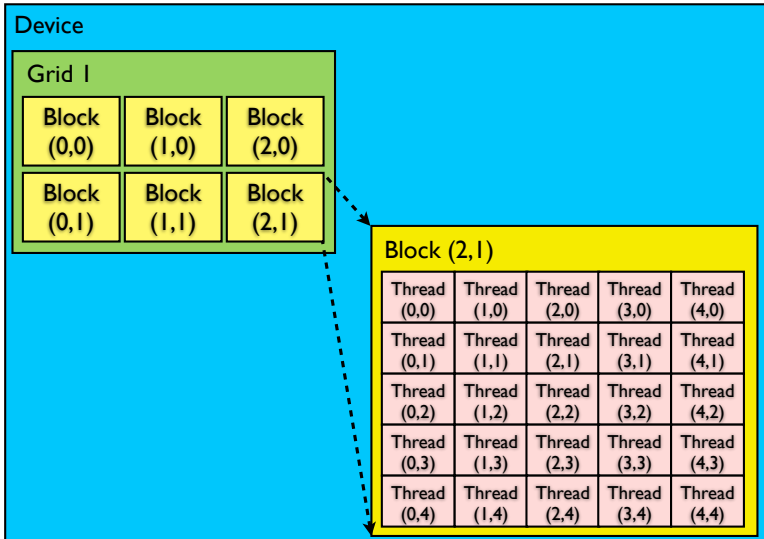 Device
Grid 1
Block Block Block
(0,0) (1,0) (2,0)
Block Block Block
(0,1) (1,1) (2,1)
Block (2,1)
Thread Thread Thread Thread Thread
(0,0) (1,0) (2,0) (3,0) (4,0)
Thread Thread Thread Thread Thread
(0,1) (1,1) (2,1) (3,1) (4,1)
Thread Thread Thread Thread Thread
(0,2) (1,2) (2,2) (3,2) (4,2)
Thread Thread Thread Thread Thread
(0,3) (1,3) (2,3) (3,3) (4,3)
Thread Thread Thread Thread Thread
(0,4) (1,4) (2,4) (3,4) (4,4)